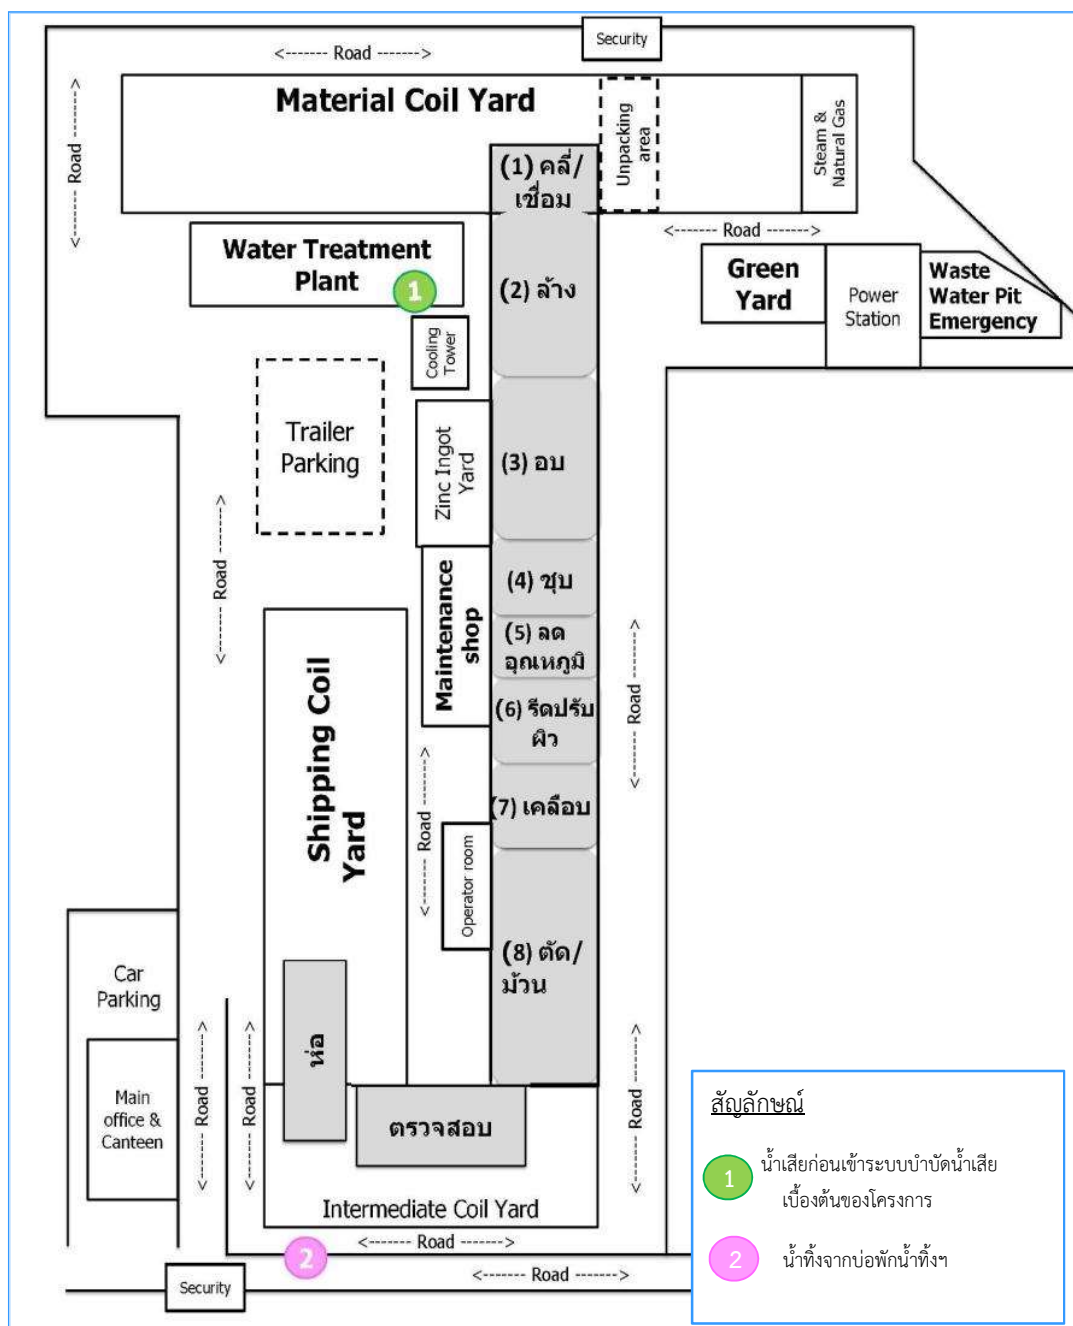 Security
<------- Road ------->
Material Coil Yard
<------- Road ------->
Unpacking
area
Steam &
Natural Gas
(1) คลี่/
เชื่อม
<------- Road ------->
Water Treatment
Plant
1
(2) ล้าง
Green
Yard
Power
Station
Waste
Water Pit
Emergency
Cooling
Tower
Trailer
Parking
Zinc Ingot
Yard
(3) อบ
<------- Road ------->
Maintenance
shop
(4) ชุบ
(5) ลด
อุณหภูมิ
<------- Road ------->
(6) รีดปรับ
ผิว
Shipping Coil
Yard
<------- Road ------->
(7) เคลือบ
Operator room
(8) ตัด/
ม้วน
Car
Parking
ห่อ
<------- Road ------->
<------- Road ------->
<------- Road ------->
Main
office &
Canteen
ตรวจสอบ
Intermediate Coil Yard
<------- Road ------->
2
<------- Road ------->
Security
สัญลักษณ์
1 น้ำเสียก่อนเข้าระบบบำบัดน้ำเสีย
เบื้องต้นของโครงการ
2 น้ำทิ้งจากบ่อพักน้ำทิ้งฯ